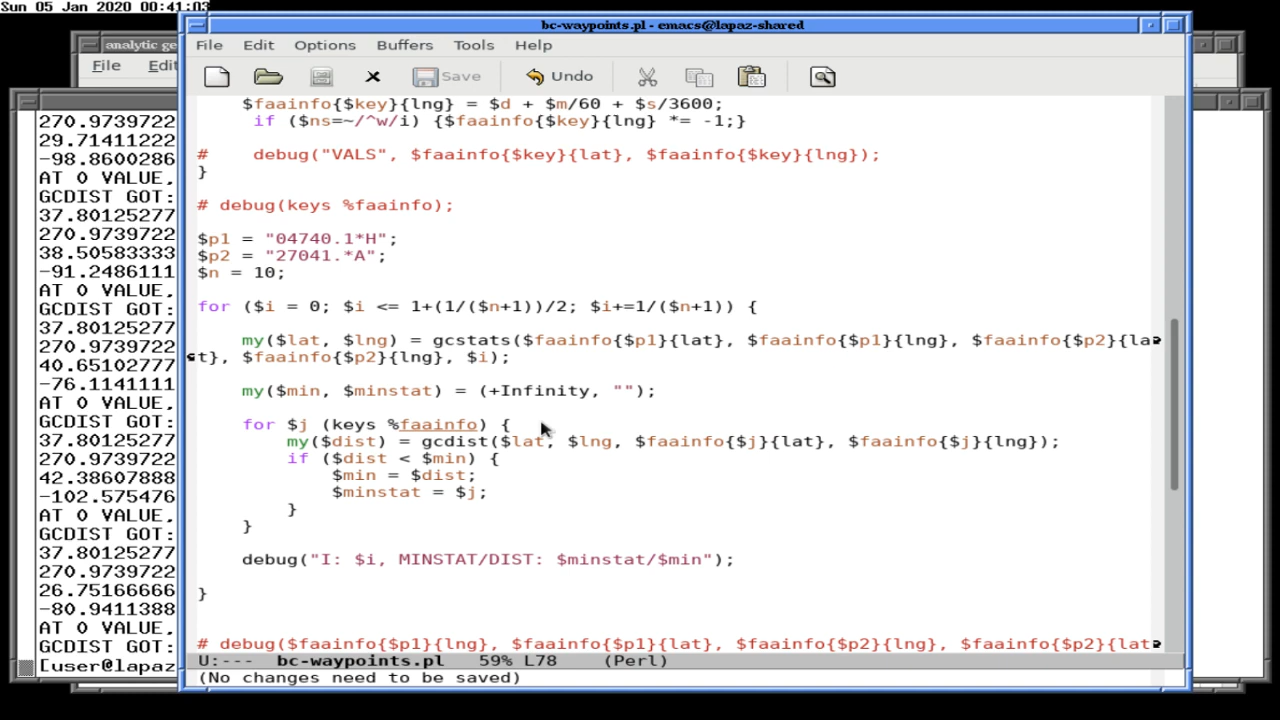 Sun 05 Jan 2020 00:41:03
bc-waypoints.pl - emacs@lapaz-shared
analytic ge
File Edit
File Edit Options Buffers Tools Help
Save Undo
$faainfo{$key}{lng} = $d + $m/60 + $s/3600;
if ($ns=~/^w/i) {$faainfo{$key}{lng} *= -1;}
# debug("VALS", $faainfo{$key}{lat}, $faainfo{$key}{lng});
}
# debug(keys %faainfo);
$p1 = "04740.1*H";
$p2 = "27041.*A";
$n = 10;
for ($i = 0; $i <= 1+(1/($n+1))/2; $i+=1/($n+1)) {
my($lat, $lng) = gcstats($faainfo{$p1}{lat}, $faainfo{$p1}{lng}, $faainfo{$p2}{la
t}, $faainfo{$p2}{lng}, $i);
my($min, $minstat) = (+Infinity, "");
for $j (keys %faainfo) {
my($dist) = gcdist($lat, $lng, $faainfo{$j}{lat}, $faainfo{$j}{lng});
if ($dist < $min) {
$min = $dist;
$minstat = $j;
}
}
debug("I: $i, MINSTAT/DIST: $minstat/$min");
}
# debug($faainfo{$p1}{lng}, $faainfo{$p1}{lat}, $faainfo{$p2}{lng}, $faainfo{$p2}{lat
U:--- bc-waypoints.pl 59% L78 (Perl)
(No changes need to be saved)
270.9739722
29.71411222
-98.8600286
AT 0 VALUE,
GCDIST GOT:
37.80125277
270.9739722
38.50583333
-91.2486111
AT 0 VALUE,
GCDIST GOT:
37.80125277
270.9739722
40.65102777
-76.1141111
AT 0 VALUE,
GCDIST GOT:
37.80125277
270.9739722
42.38607888
-102.575476
AT 0 VALUE,
GCDIST GOT:
37.80125277
270.9739722
26.75166666
-80.9411388
AT 0 VALUE,
GCDIST GOT:
[user@lapaz